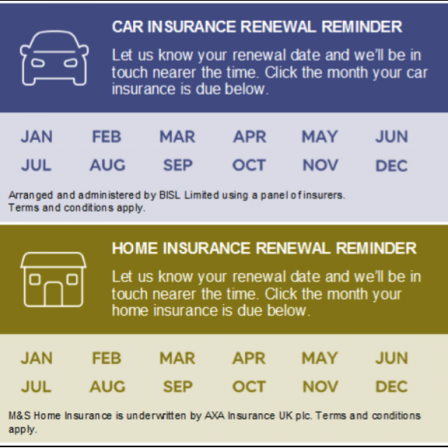 CAR INSURANCE RENEWAL REMINDER
Let us know your renewal date and we'll be in
touch nearer the time. Click the month your car
insurance is due below.
JAN FEB MAR APR MAY JUN
JUL AUG SEP OCT NOV DEC
Arranged and administered by BISL Limited using a panel of insurers.
Terms and conditions apply.
HOME INSURANCE RENEWAL REMINDER
Let us know your renewal date and we'll be in
touch nearer the time. Click the month your
home insurance is due below.
JAN FEB MAR APR MAY JUN
JUL AUG SEP OCT NOV DEC
M&S Home Insurance is underwritten by AXA Insurance UK plc. Terms and conditions
apply.